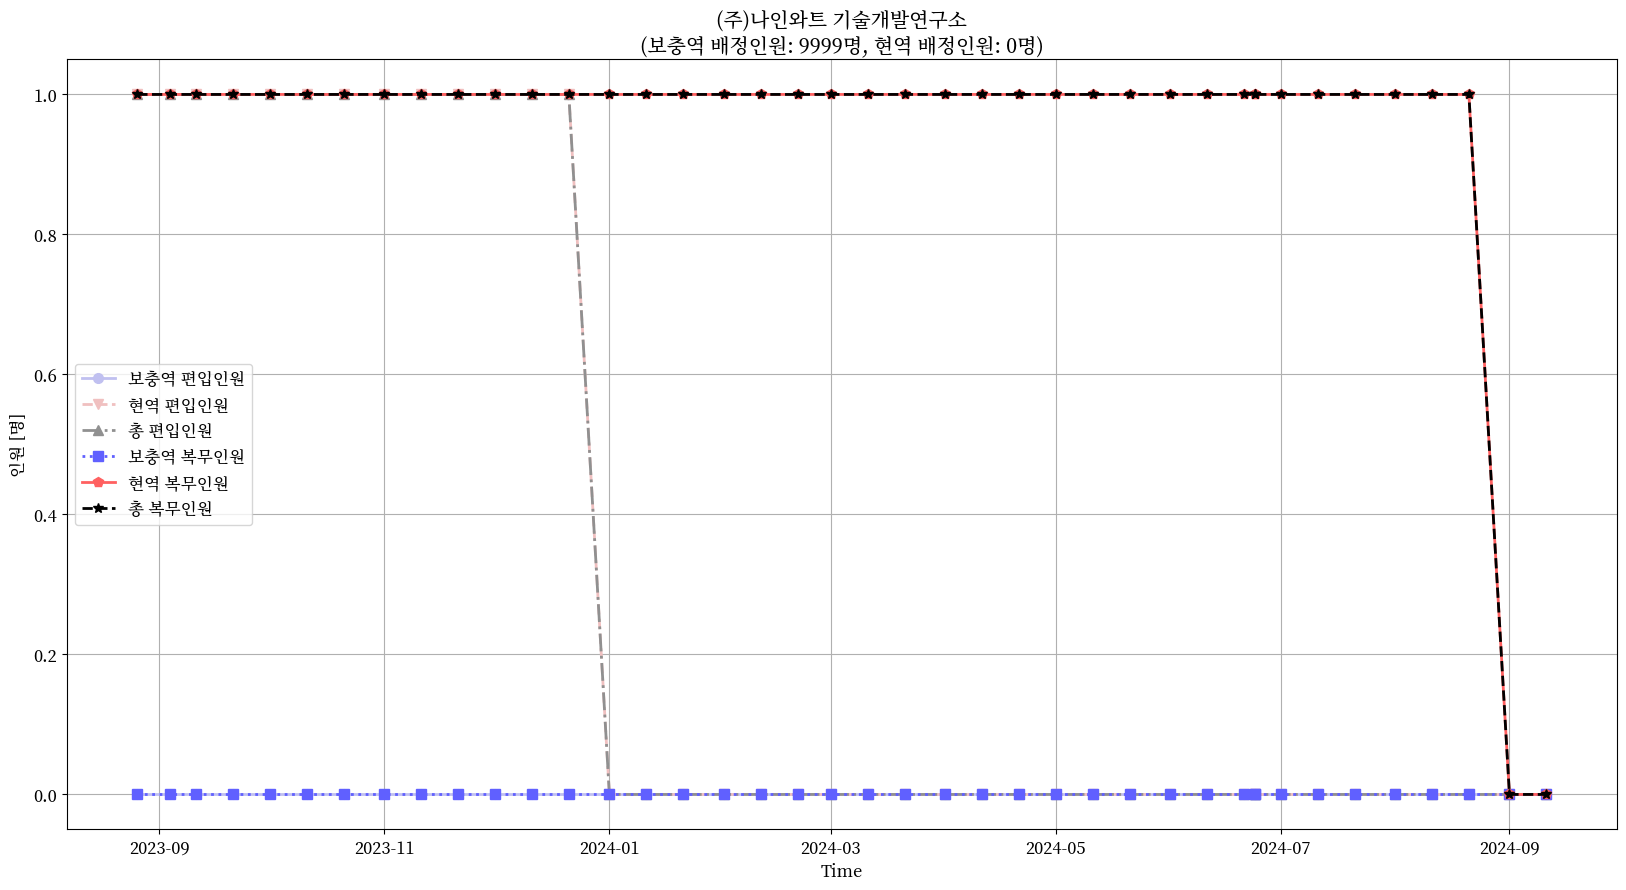 (주)나인와트 기술개발연구소
(보충역 배정인원: 9999명, 현역 배정인원: 0명)
인원 [명]
1.0
0.8
0.6
0.4
0.2
0.0
보충역 편입인원
현역 편입인원
총 편입인원
보충역 복무인원
현역 복무인원
총 복무인원
2023-09
2023-11
2024-01
2024-03
2024-05
2024-07
2024-09
Time